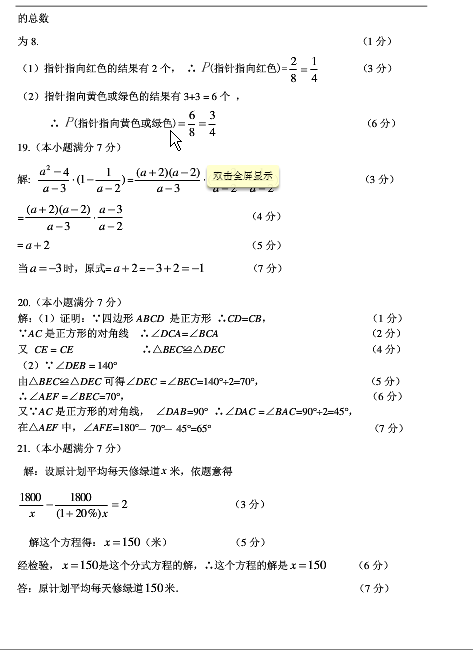 的总数
为 8. (1 分)
(1)指针指向红色的结果有 2 个, ∴ P(指针指向红色)=2/8=1/4 (3 分)
(2)指针指向黄色或绿色的结果有 3+3=6 个 ,
∴ P(指针指向黄色或绿色)=6/8=3/4 (6 分)
19.(本小题满分 7 分)
解: (a²-4)/(a-3)·(1-1/(a-2))=(a+2)(a-2)/(a-3)· (3 分)
双击全屏显示
=(a+2)(a-2)/(a-3)·(a-3)/(a-2) (4 分)
=a+2 (5 分)
当a=-3时,原式=a+2=-3+2=-1 (7 分)
20.(本小题满分 7 分)
解:(1)证明:∵四边形 ABCD 是正方形 ∴CD=CB, (1 分)
∵AC 是正方形的对角线 ∴∠DCA=∠BCA (2 分)
又 CE = CE ∴△BEC≌△DEC (4 分)
(2)∵∠DEB = 140°
由△BEC≌△DEC 可得∠DEC =∠BEC=140°÷2=70°, (5 分)
∴∠AEF =∠BEC=70°, (6 分)
又∵AC 是正方形的对角线, ∠DAB=90° ∴∠DAC =∠BAC=90°÷2=45°,
在△AEF 中,∠AFE=180°— 70°— 45°=65° (7 分)
21.(本小题满分 7 分)
解:设原计划平均每天修绿道x 米,依题意得
1800/x-1800/(1+20%)x=2 (3 分)
解这个方程得:x=150(米) (5 分)
经检验,x=150是这个分式方程的解,∴这个方程的解是x=150 (6 分)
答:原计划平均每天修绿道150米. (7 分)